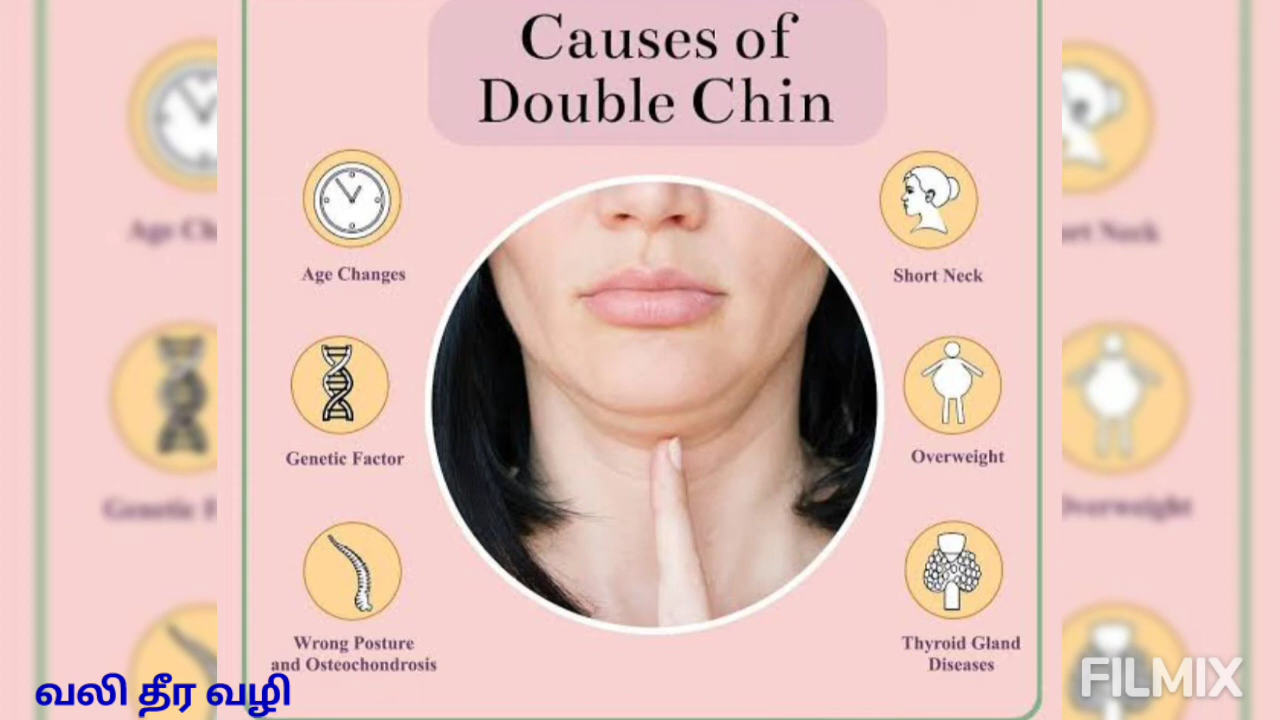 Causes of
Double Chin
Age Changes
Short Neck
Genetic Factor
Overweight
Wrong Posture
and Osteochondrosis
Thyroid Gland
Diseases
வலி தீர வழி
FILMIX